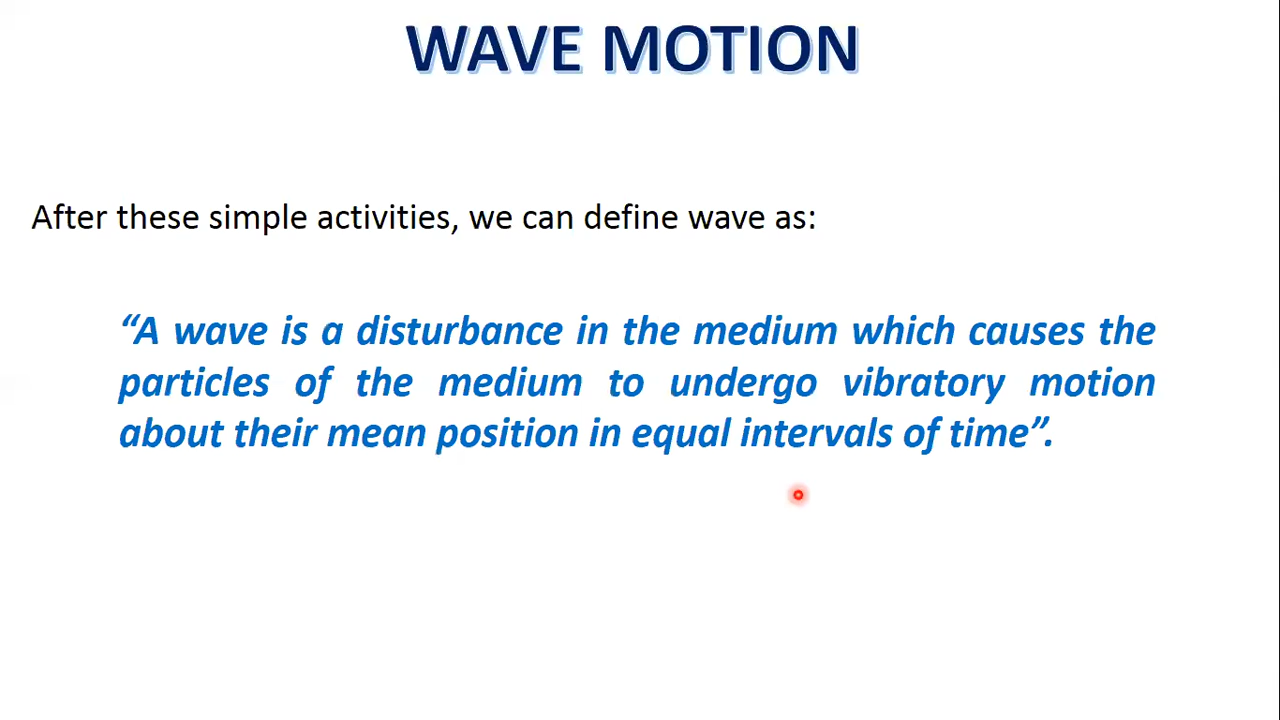 WAVE MOTION
After these simple activities, we can define wave as:
“A wave is a disturbance in the medium which causes the
particles of the medium to undergo vibratory motion
about their mean position in equal intervals of time”.